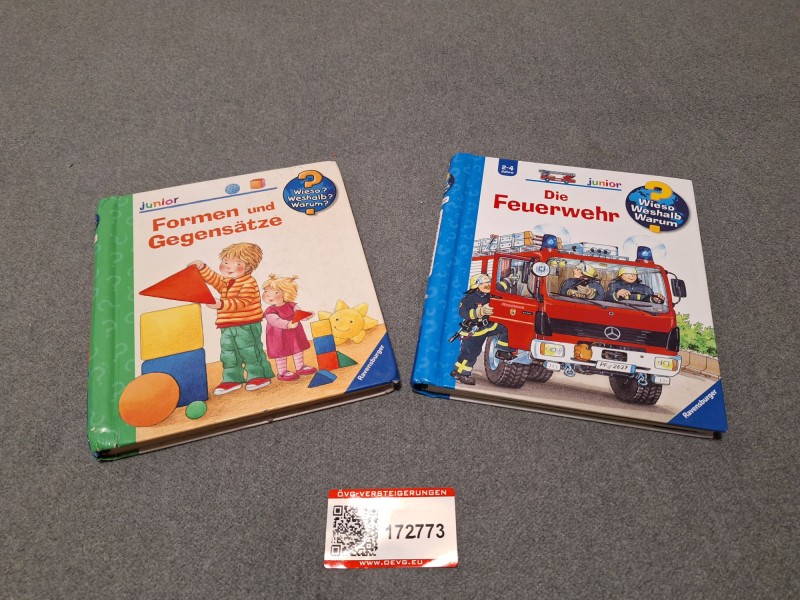 junior
Formen und
Gegensätze
?
Wieso?
Weshalb?
Warum?
Ravensburger
2-4
Jahre
junior
Die
Feuerwehr
?
Wieso
Weshalb
Warum
Ravensburger
ÖVG-VERSTEIGERUNGEN
172773
WWW.OEVG.EU